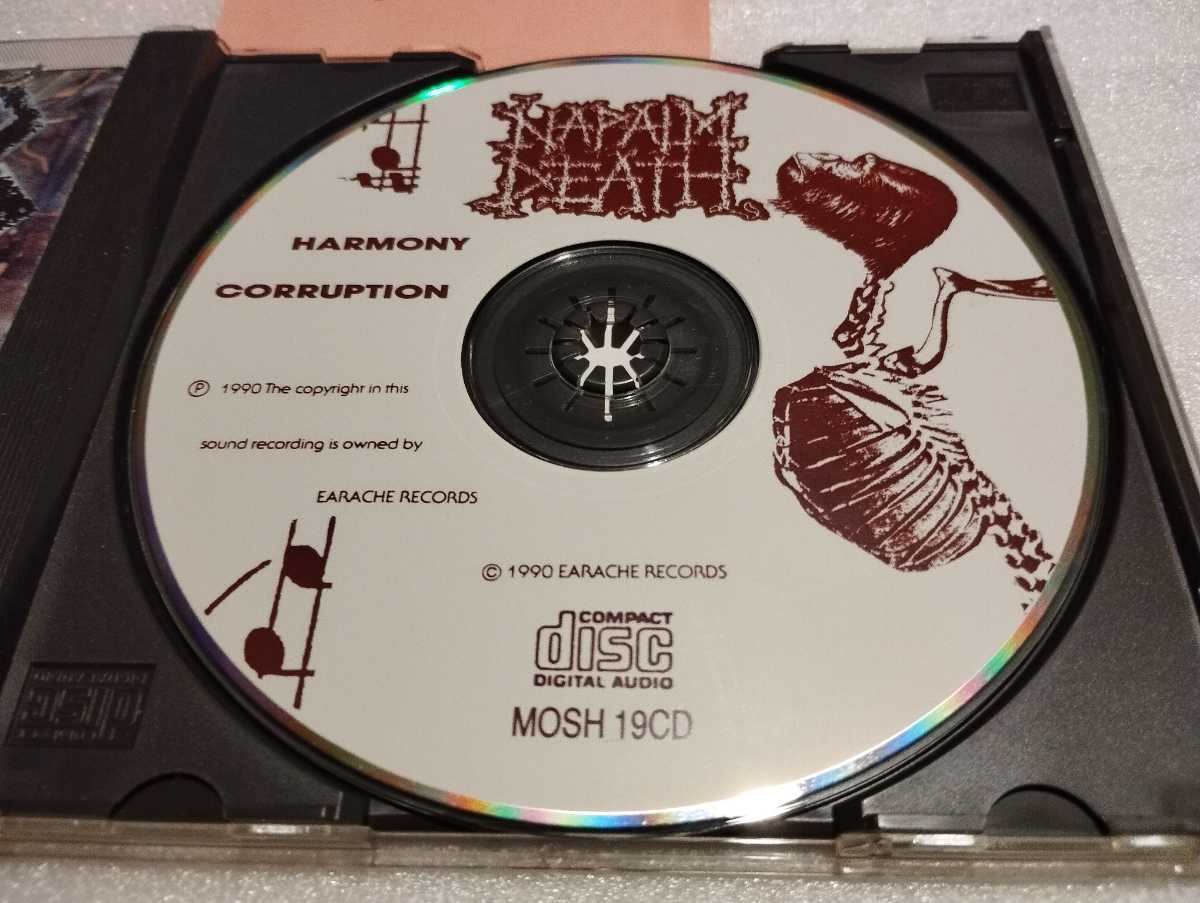 NAPALM
DEATH
HARMONY
CORRUPTION
Ⓟ 1990 The copyright in this
sound recording is owned by
EARACHE RECORDS
© 1990 EARACHE RECORDS
COMPACT
disc
DIGITAL AUDIO
MOSH 19CD